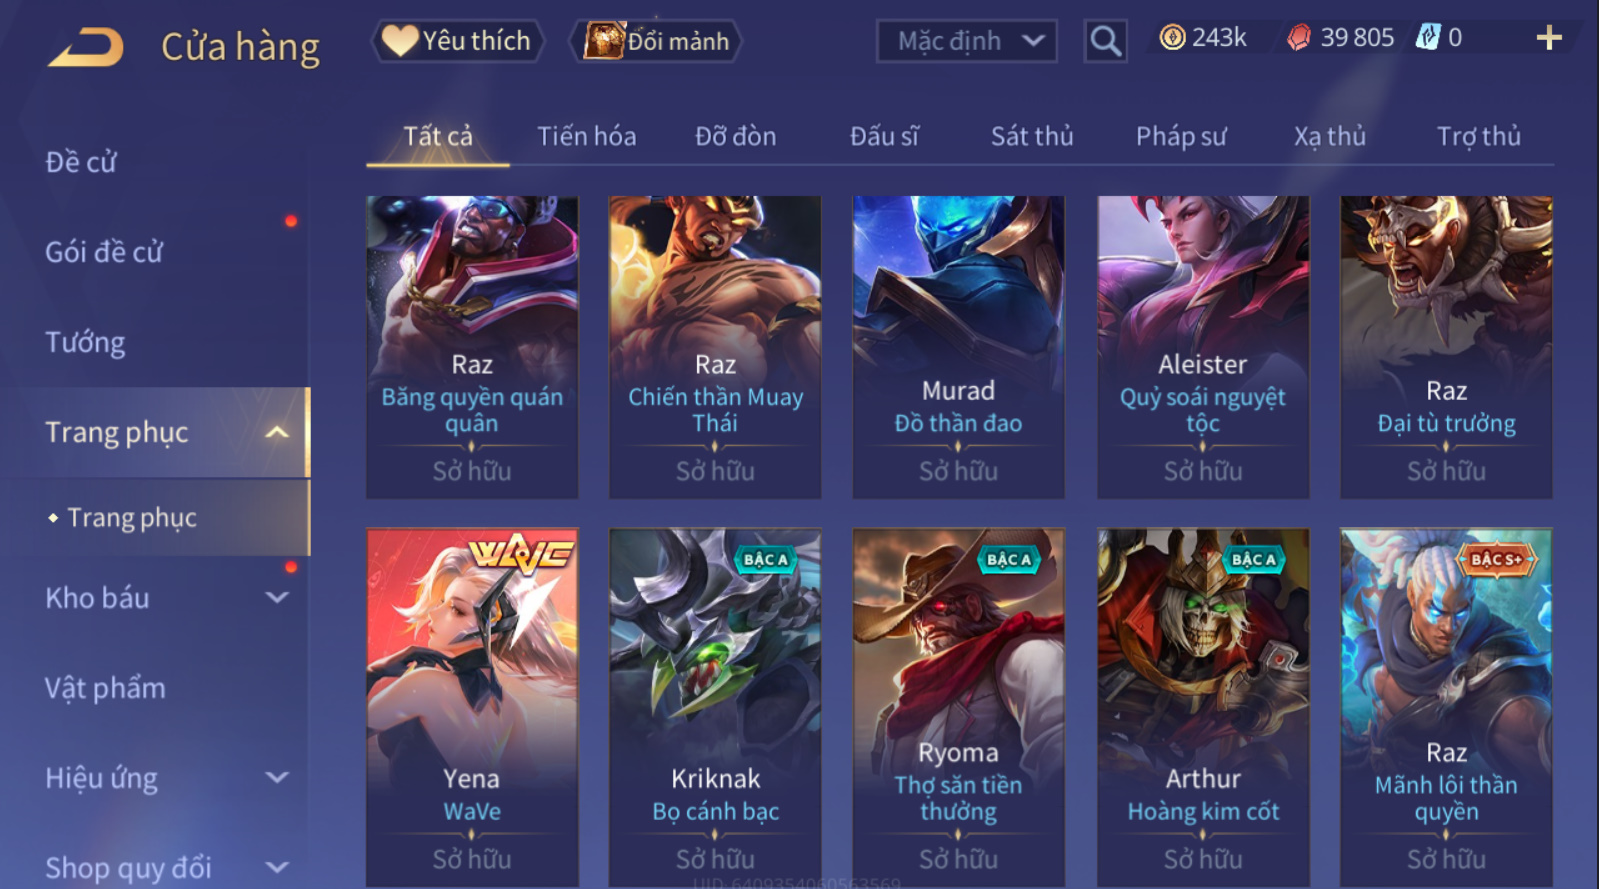 Cửa hàng
Yêu thích
Đổi mảnh
Mặc định
243k
39 805
0
Đề cử
Gói đề cử
Tướng
Trang phục
Trang phục
Kho báu
Vật phẩm
Hiệu ứng
Shop quy đổi
Tất cả
Tiến hóa
Đỡ đòn
Đấu sĩ
Sát thủ
Pháp sư
Xạ thủ
Trợ thủ
Raz
Băng quyền quán
quân
Sở hữu
Raz
Chiến thần Muay
Thái
Sở hữu
Murad
Đồ thần đao
Sở hữu
Aleister
Quỷ soái nguyệt
tộc
Sở hữu
Raz
Đại tù trưởng
Sở hữu
WAVE
Yena
WaVe
Sở hữu
BẬC A
Kriknak
Bọ cánh bạc
Sở hữu
BẬC A
Ryoma
Thợ săn tiền
thưởng
Sở hữu
BẬC A
Arthur
Hoàng kim cốt
Sở hữu
BẬC S+
Raz
Mãnh lôi thần
quyền
Sở hữu